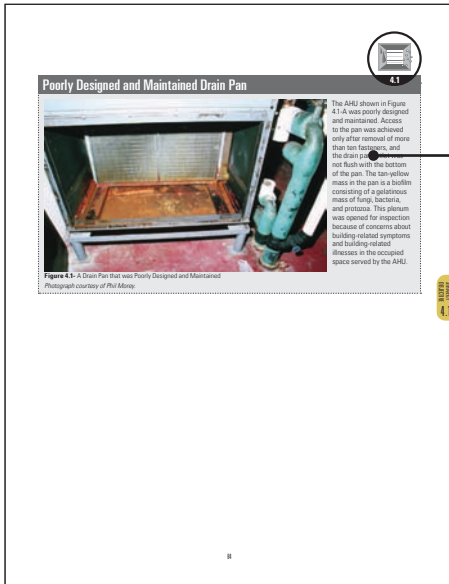 4.1
Poorly Designed and Maintained Drain Pan
The AHU shown in Figure
4.1-A was poorly designed
and maintained. Access
to the pan was achieved
only after removal of more
than ten fasteners, and
the drain was
not flush with the bottom
of the pan. The tan-yellow
mass in the pan is a biofilm
consisting of a gelatinous
mass of fungi, bacteria,
and protozoa. This plenum
was opened for inspection
because of concerns about
building-related symptoms
and building-related
illnesses in the occupied
space served by the AHU.
Figure 4.1- A Drain Pan that was Poorly Designed and Maintained
Photograph courtesy of Phil Morey.